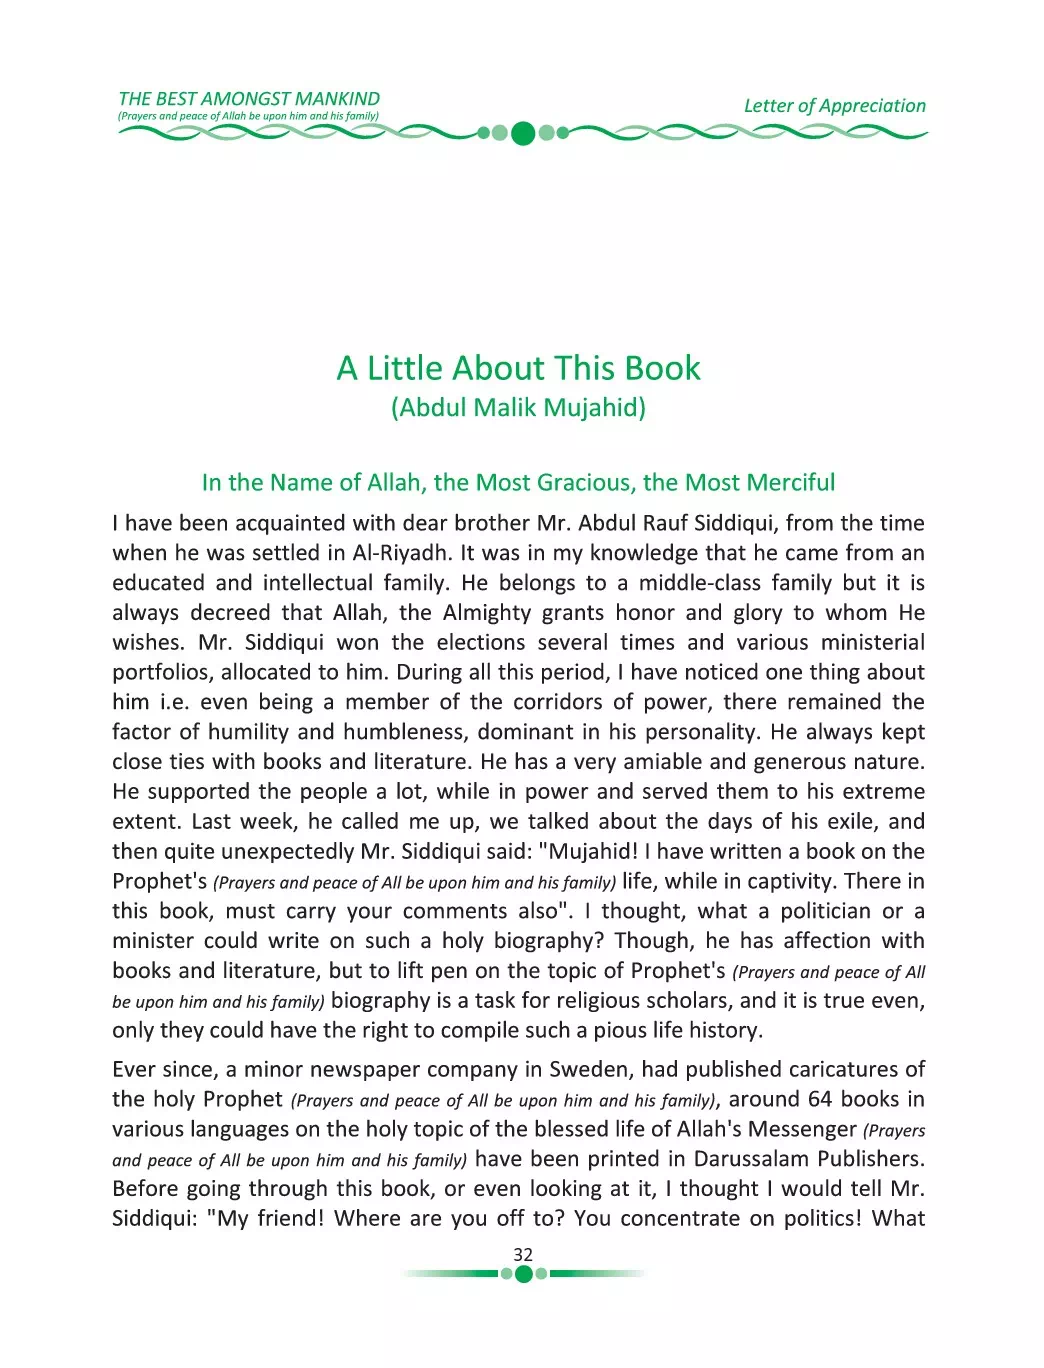 THE BEST AMONGST MANKIND
(Prayers and peace of Allah be upon him and his family)
Letter of Appreciation
A Little About This Book
(Abdul Malik Mujahid)
In the Name of Allah, the Most Gracious, the Most Merciful
I have been acquainted with dear brother Mr. Abdul Rauf Siddiqui, from the time
when he was settled in Al-Riyadh. It was in my knowledge that he came from an
educated and intellectual family. He belongs to a middle-class family but it is
always decreed that Allah, the Almighty grants honor and glory to whom He
wishes. Mr. Siddiqui won the elections several times and various ministerial
portfolios, allocated to him. During all this period, I have noticed one thing about
him i.e. even being a member of the corridors of power, there remained the
factor of humility and humbleness, dominant in his personality. He always kept
close ties with books and literature. He has a very amiable and generous nature.
He supported the people a lot, while in power and served them to his extreme
extent. Last week, he called me up, we talked about the days of his exile, and
then quite unexpectedly Mr. Siddiqui said: "Mujahid! I have written a book on the
Prophet's (Prayers and peace of All be upon him and his family) life, while in captivity. There in
this book, must carry your comments also". I thought, what a politician or a
minister could write on such a holy biography? Though, he has affection with
books and literature, but to lift pen on the topic of Prophet's (Prayers and peace of All
be upon him and his family) biography is a task for religious scholars, and it is true even,
only they could have the right to compile such a pious life history.
Ever since, a minor newspaper company in Sweden, had published caricatures of
the holy Prophet (Prayers and peace of All be upon him and his family), around 64 books in
various languages on the holy topic of the blessed life of Allah's Messenger (Prayers
and peace of All be upon him and his family) have been printed in Darussalam Publishers.
Before going through this book, or even looking at it, I thought I would tell Mr.
Siddiqui: "My friend! Where are you off to? You concentrate on politics! What
32